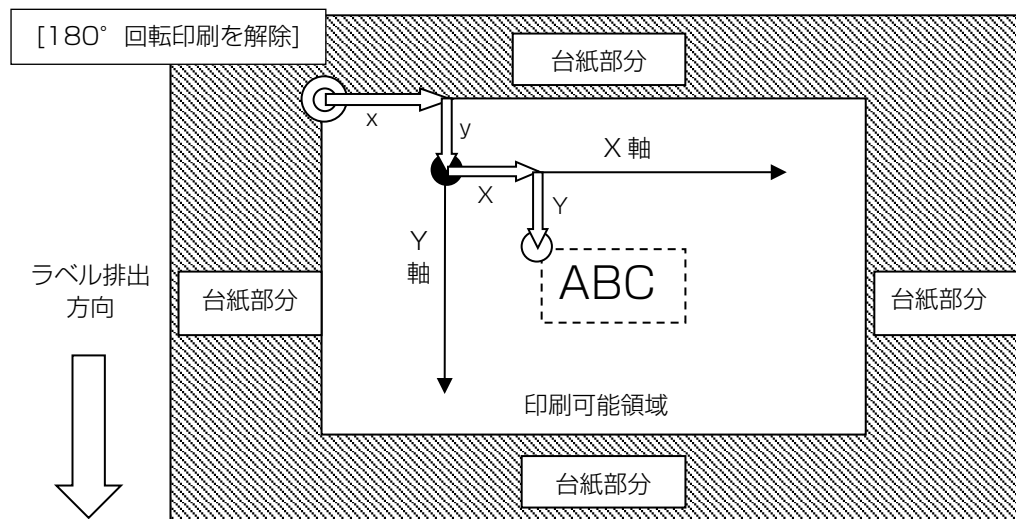 [180° 回転印刷を解除]
台紙部分
x
y
X 軸
X
Y
Y
軸
ABC
ラベル排出
方向
台紙部分
台紙部分
印刷可能領域
台紙部分